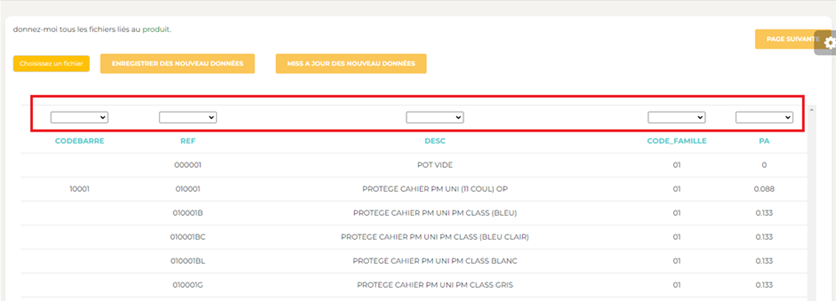 donnez-moi tous les fichiers liés au produit.
PAGE SUIVANTE
Choisissez un fichier ENREGISTRER DES NOUVEAU DONNÉES MISS A JOUR DES NOUVEAU DONNÉES
CODEBARRE REF DESC CODE_FAMILLE PA
000001 POT VIDE 01 0
10001 010001 PROTEGE CAHIER PM UNI (11 COUL) OP 01 0.088
010001B PROTEGE CAHIER PM UNI PM CLASS (BLEU) 01 0.133
010001BC PROTEGE CAHIER PM UNI PM CLASS (BLEU CLAIR) 01 0.133
010001BL PROTEGE CAHIER PM UNI PM CLASS BLANC 01 0.133
010001G PROTEGE CAHIER PM UNI PM CLASS GRIS 01 0.133